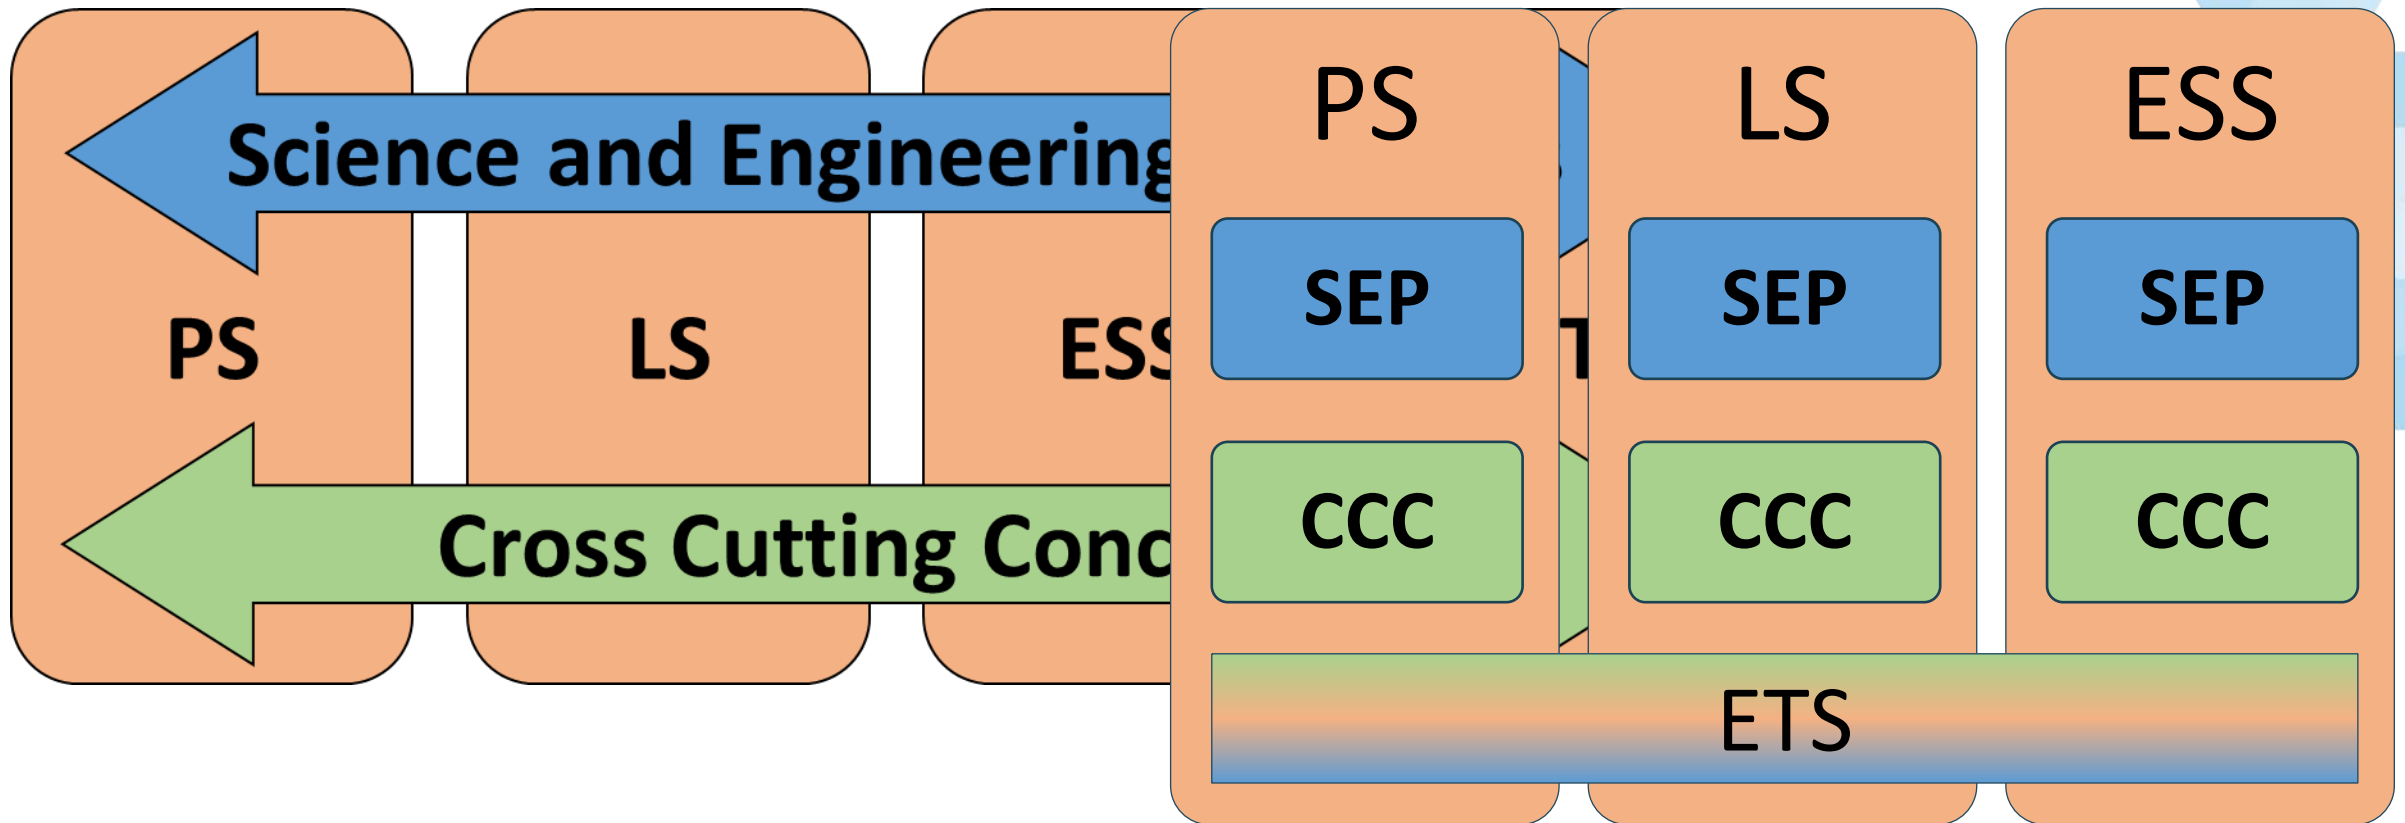 Science and Engineering
PS
LS
ESS
Cross Cutting Conc
PS
LS
ESS
SEP
SEP
SEP
CCC
CCC
CCC
ETS